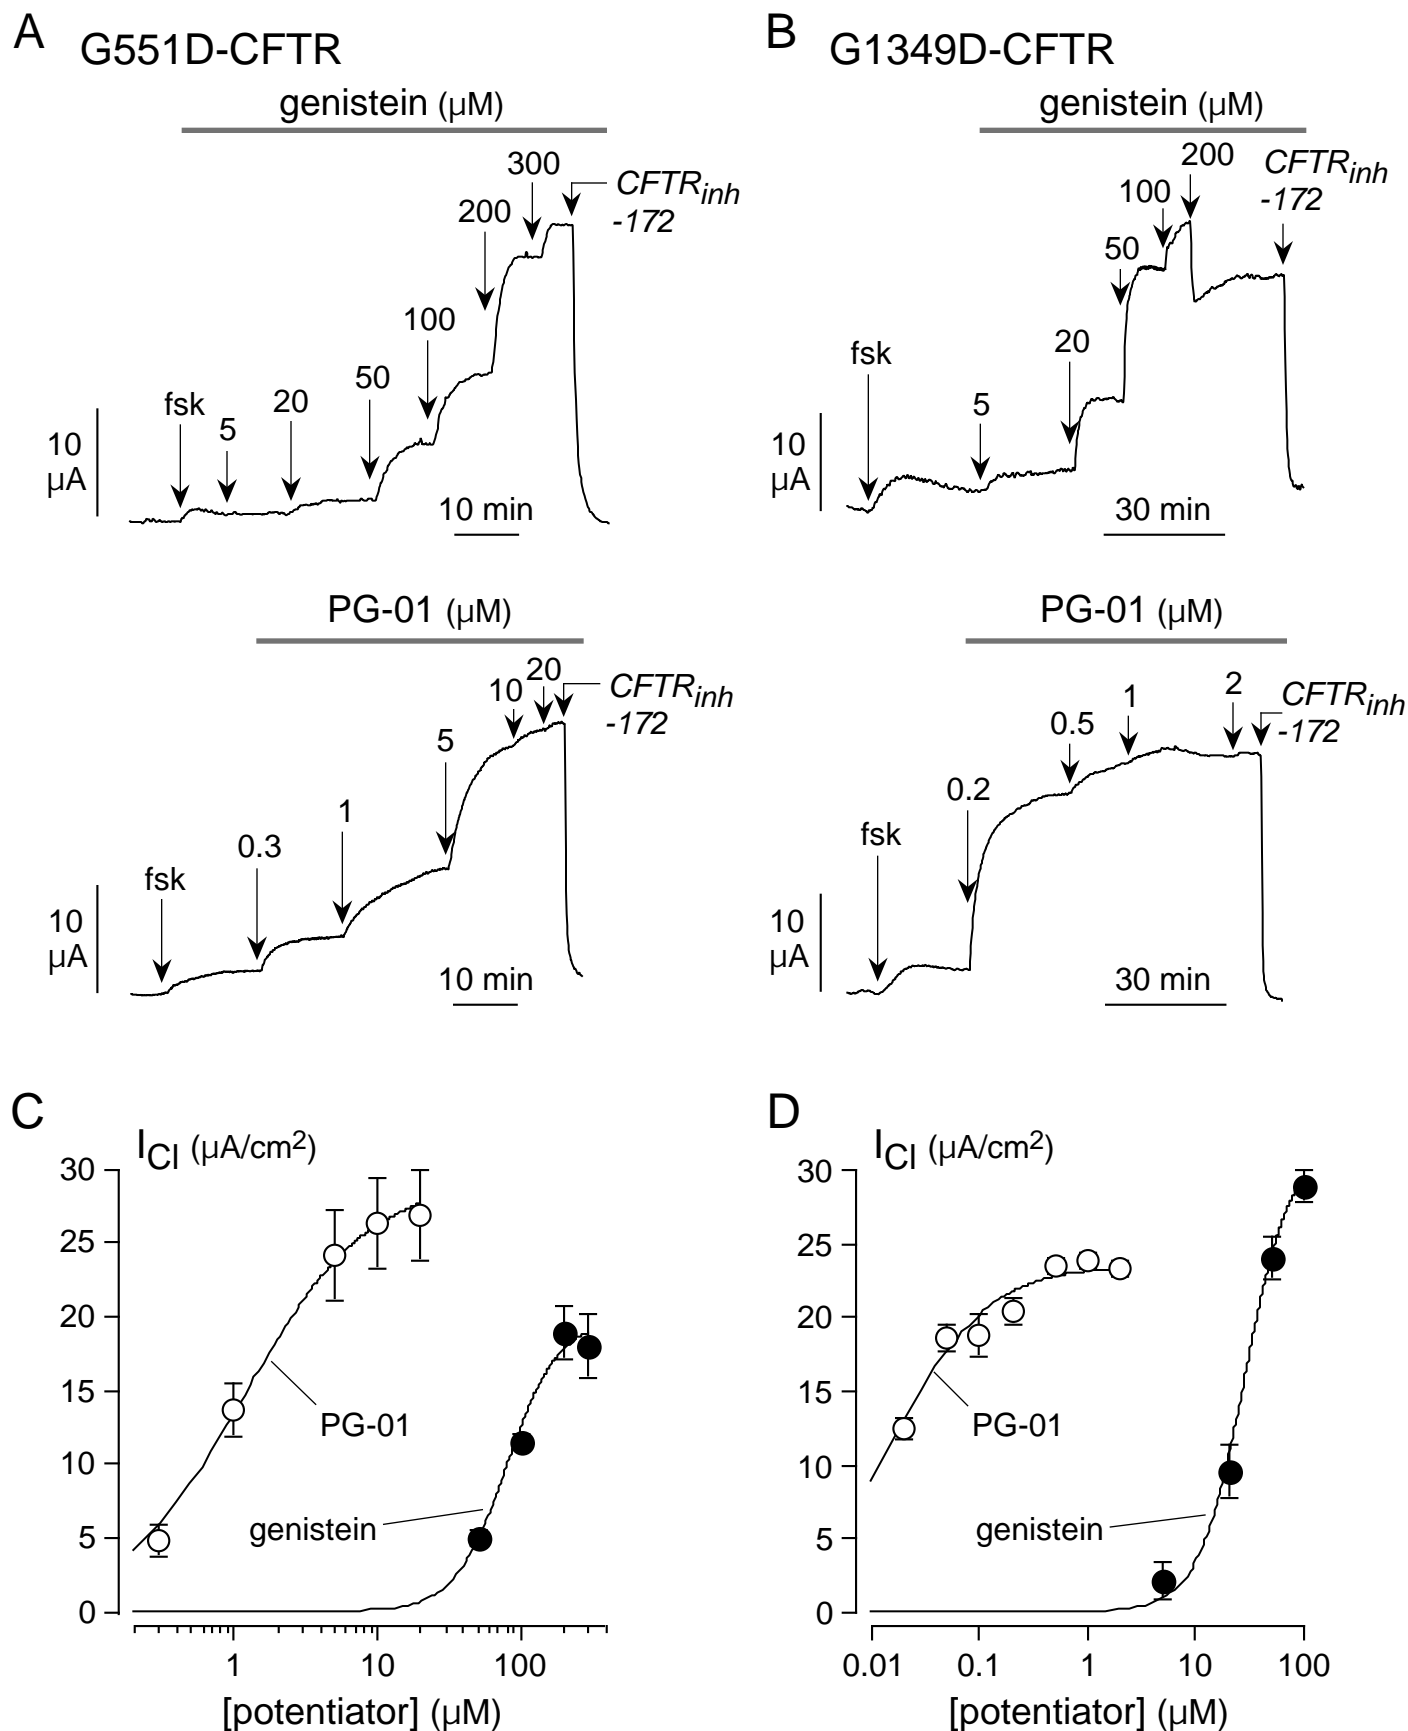 A G551D-CFTR
genistein (µM)
300
CFTRinh
-172
200
100
50
20
5
fsk
10
µA
10 min
PG-01 (µM)
20
10
CFTRinh
-172
5
1
0.3
fsk
10
µA
10 min
B G1349D-CFTR
genistein (µM)
200
CFTRinh
-172
100
50
20
fsk
5
10
µA
30 min
PG-01 (µM)
2
1
CFTRinh
-172
0.5
0.2
fsk
10
µA
30 min
C
ICl (µA/cm2)
30
25
20
15
10
5
0
PG-01
genistein
1 10 100
[potentiator] (µM)
D
ICl (µA/cm2)
30
25
20
15
10
5
0
PG-01
genistein
0.01 0.1 1 10 100
[potentiator] (µM)